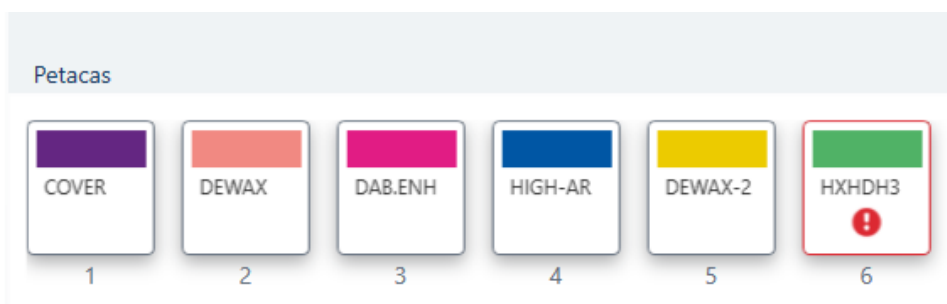 Petacas
COVER
DEWAX
DAB.ENH
HIGH-AR
DEWAX-2
HXHDH3
1
2
3
4
5
6